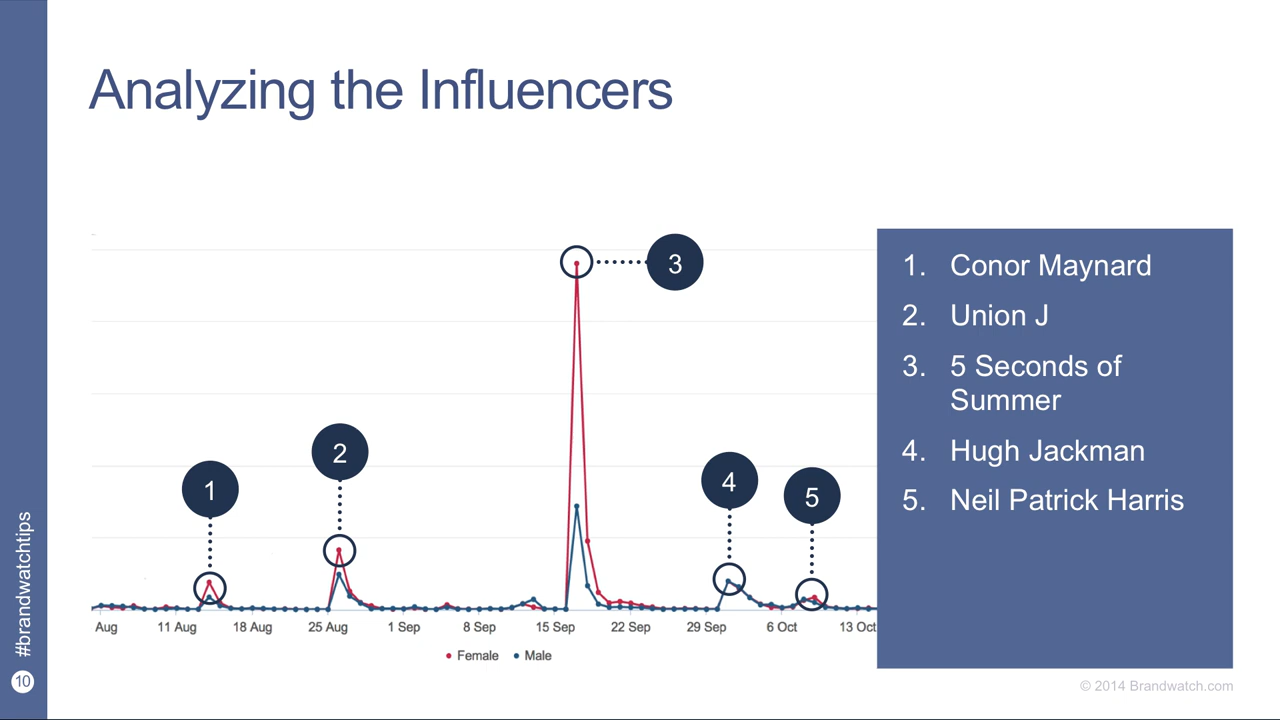 Analyzing the Influencers
1
2
3
4
5
Aug 11 Aug 18 Aug 25 Aug 1 Sep 8 Sep 15 Sep 22 Sep 29 Sep 6 Oct 13 Oct
Female Male
1. Conor Maynard
2. Union J
3. 5 Seconds of
Summer
4. Hugh Jackman
5. Neil Patrick Harris
#brandwatchtips
10
© 2014 Brandwatch.com